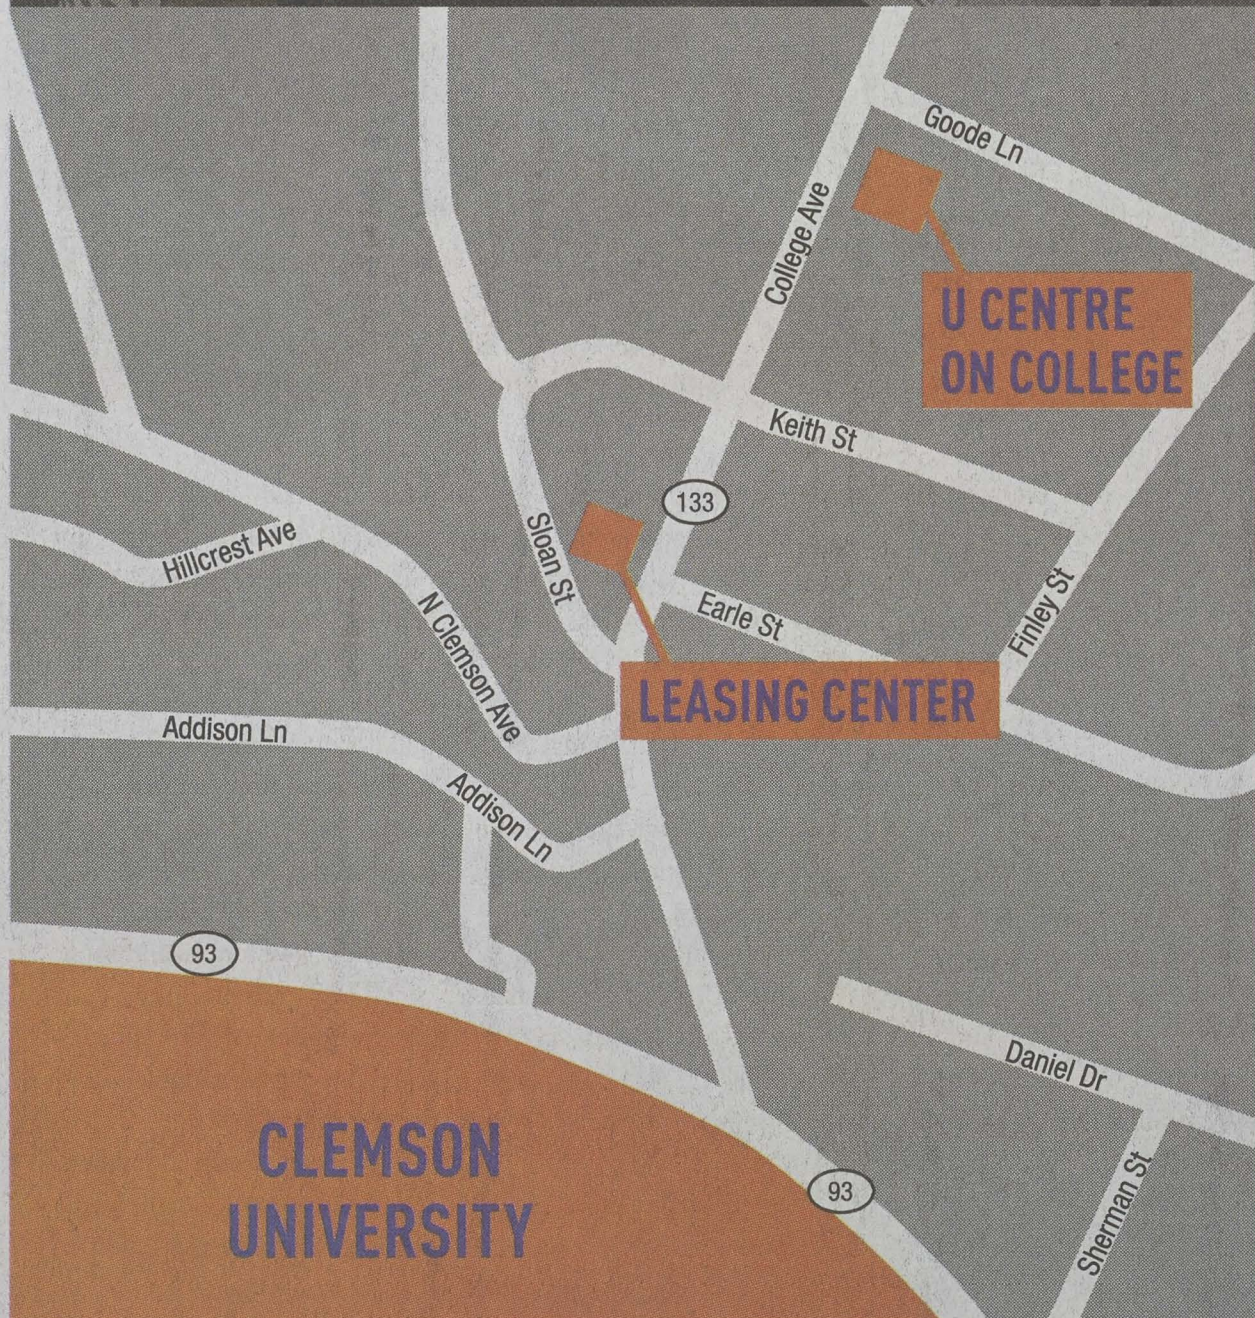 Goode Ln
College Ave
U CENTRE
ON COLLEGE
Keith St
133
Sloan St
Hillcrest Ave
Earle St
Finley St
N Clemson Ave
LEASING CENTER
Addison Ln
Addison Ln
93
Daniel Dr
CLEMSON
UNIVERSITY
93
Sherman St